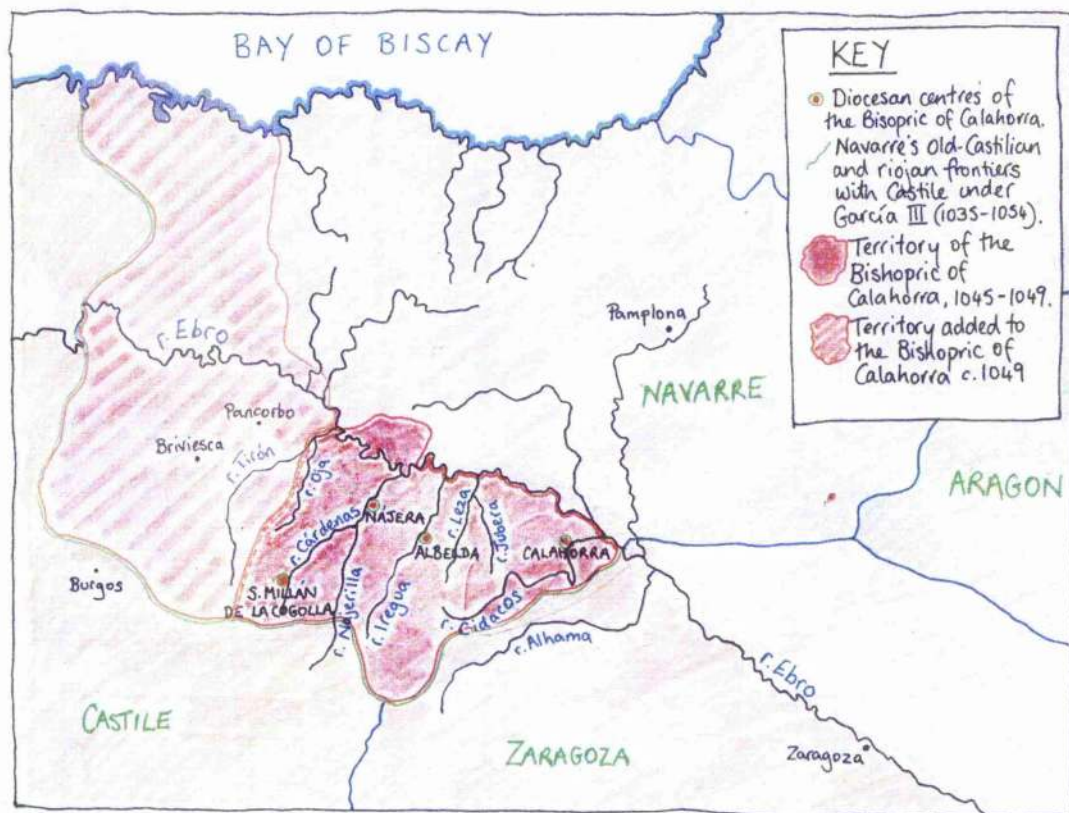 BAY OF BISCAY
KEY
Diocesan centres of
the Bisopric of Calahorra.
Navarre's Old-Castilian
and riojan frontiers
with Castile under
García III (1035-1054).
Territory of the
Bishopric of
Calahorra, 1045-1049.
Territory added to
the Bishopric of
Calahorra c.1049
r. Ebro
Pamplona
NAVARRE
ARAGON
Pancorbo
Briviesca
r. Tirón
r. Oja
r. Cárdenas
NÁJERA
r. Leza
r. Jubera
ALBELDA
CALAHORRA
Burgos
S. MILLÁN
DE LA COGOLLA
r. Najerilla
r. Iregua
r. Cidacos
r. Alhama
r. Ebro
CASTILE
ZARAGOZA
Zaragoza